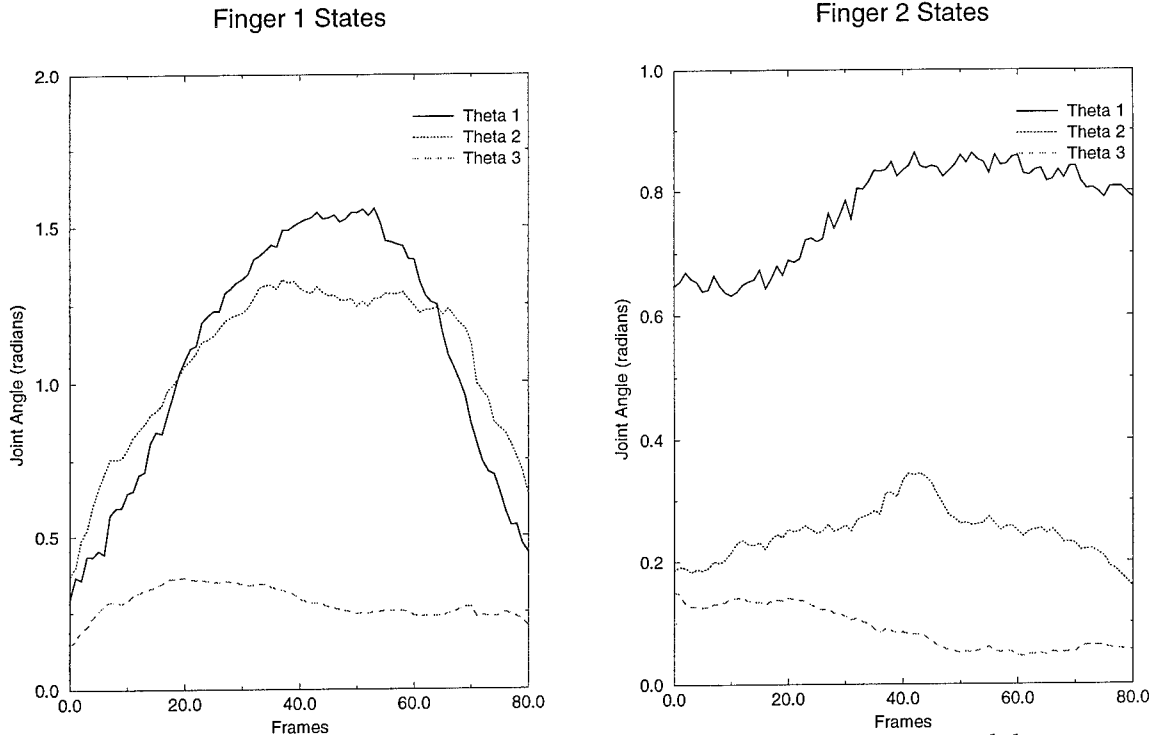 Finger 1 States
2.0
1.5
1.0
0.5
0.0
Joint Angle (radians)
Theta 1
Theta 2
Theta 3
0.0 20.0 40.0 60.0 80.0
Frames
Finger 2 States
1.0
0.8
0.6
0.4
0.2
0.0
Joint Angle (radians)
Theta 1
Theta 2
Theta 3
0.0 20.0 40.0 60.0 80.0
Frames